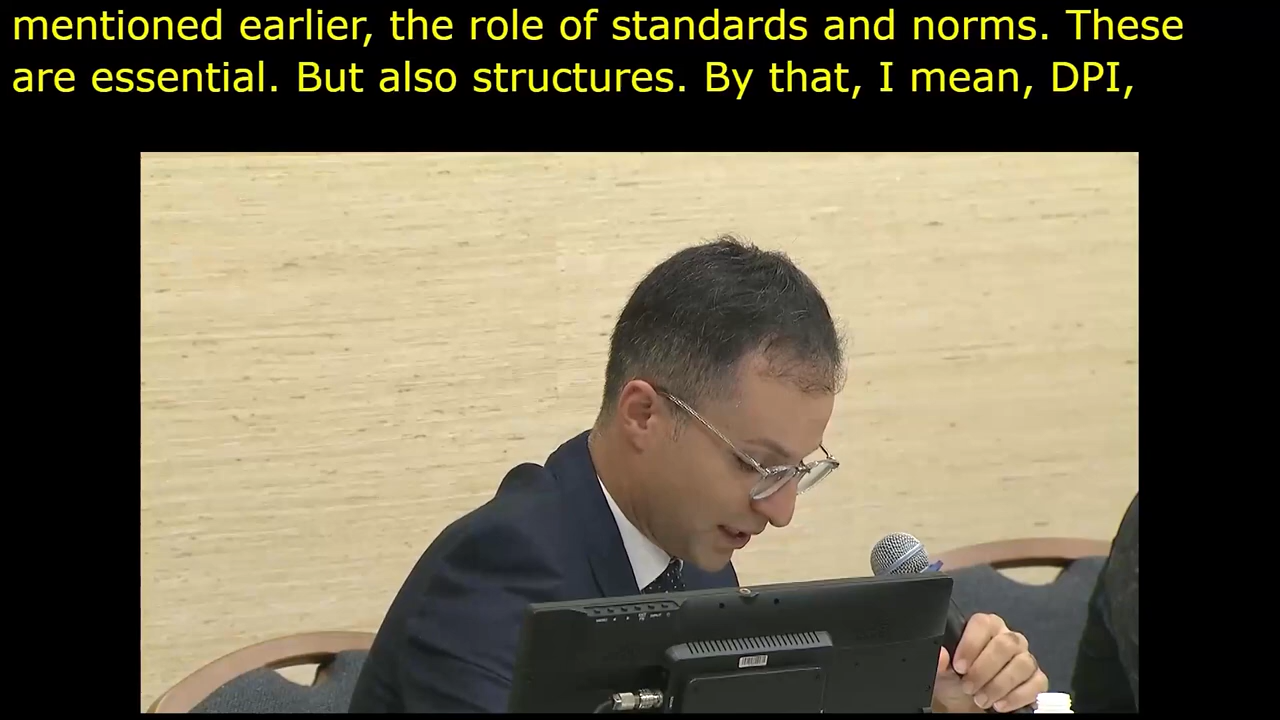 mentioned earlier, the role of standards and norms. These
are essential. But also structures. By that, I mean, DPI,